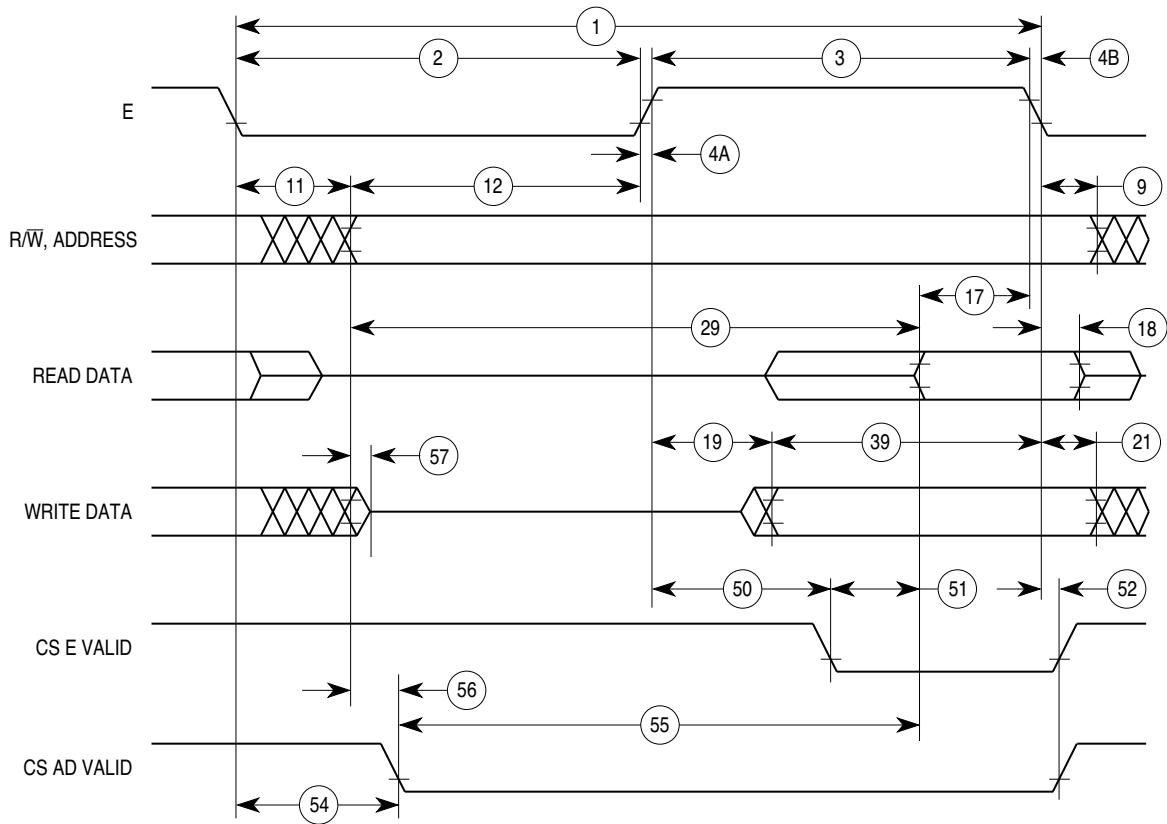 1
2
3
4B
E
4A
11
12
9
R/W̅, ADDRESS
17
29
18
READ DATA
19
39
21
57
WRITE DATA
50
51
52
CS E VALID
56
55
CS AD VALID
54